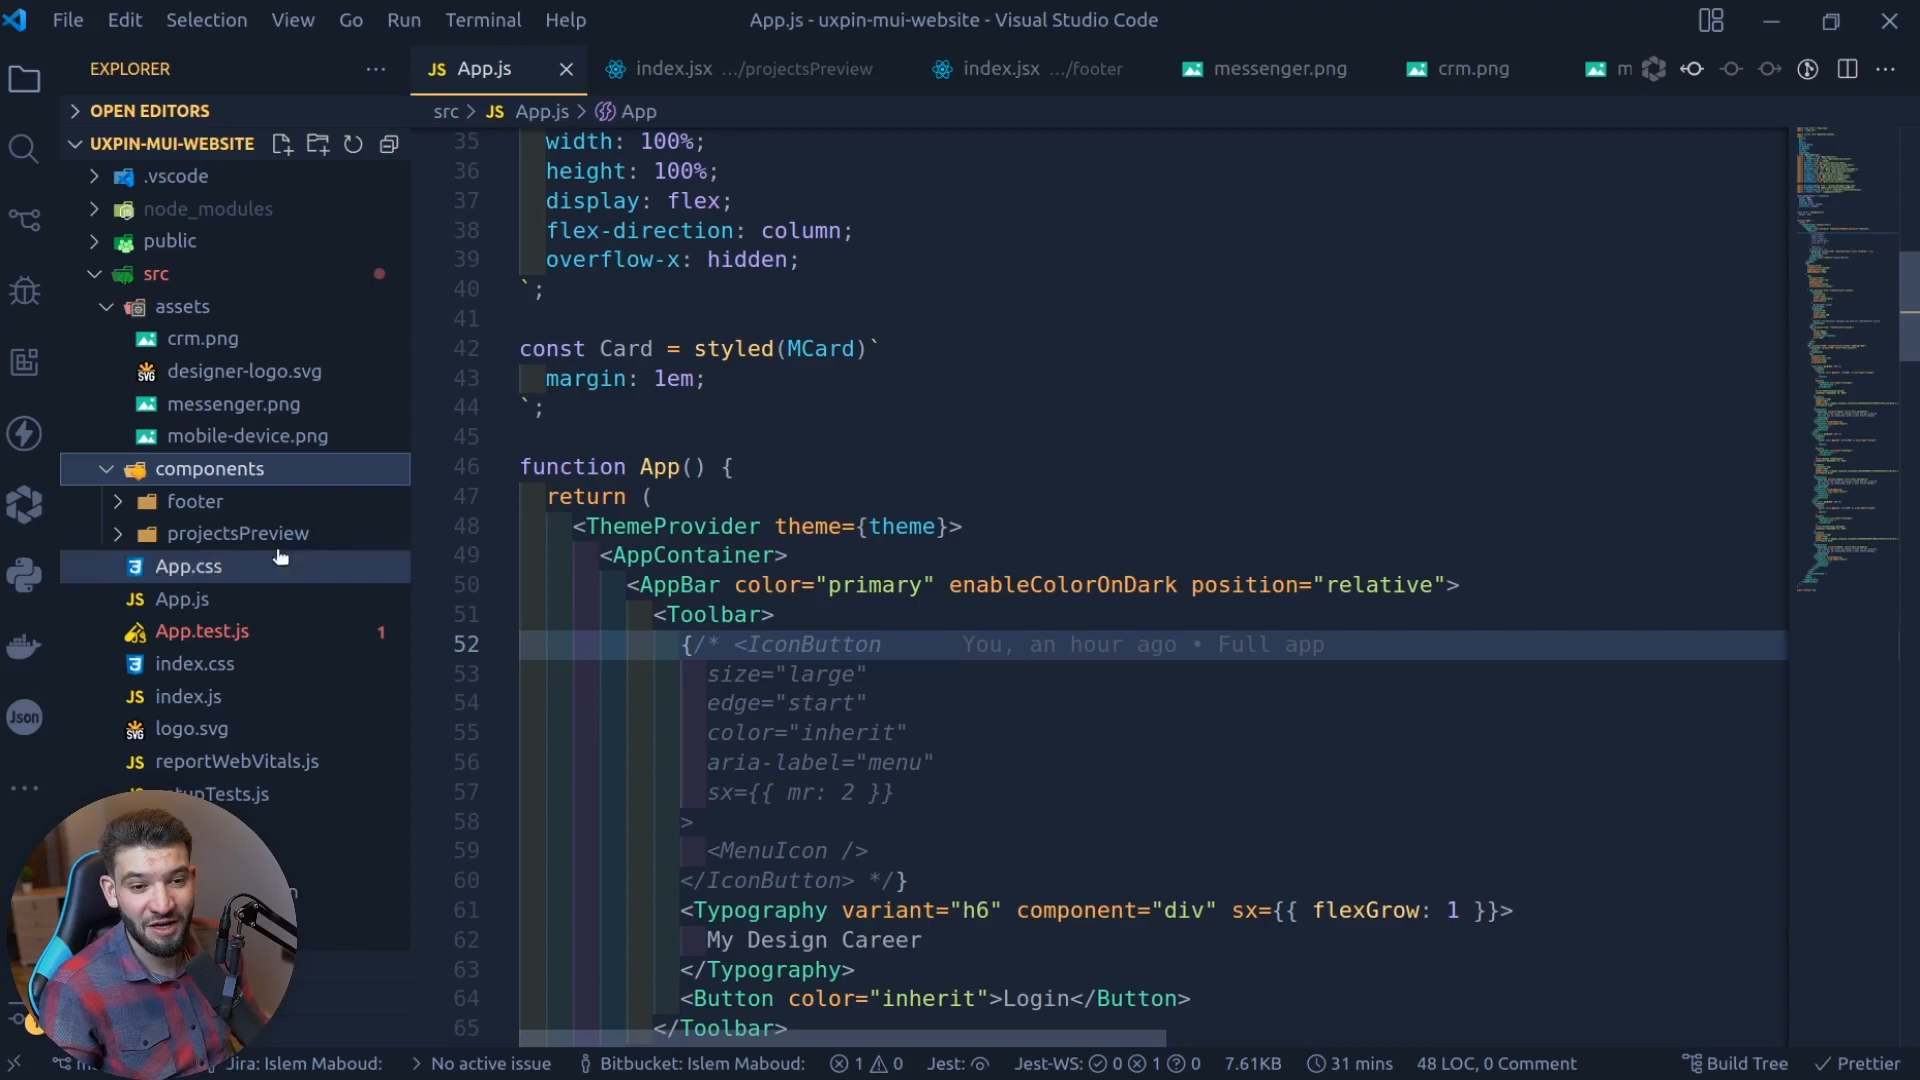 File Edit Selection View Go Run Terminal Help
App.js - uxpin-mui-website - Visual Studio Code
EXPLORER
App.js
index.jsx .../projectsPreview
index.jsx .../footer
messenger.png
crm.png
m
OPEN EDITORS
src > JS App.js > App
UXPIN-MUI-WEBSITE
.vscode
node_modules
public
src
assets
crm.png
designer-logo.svg
messenger.png
mobile-device.png
components
footer
projectsPreview
App.css
JS App.js
App.test.js 1
index.css
JS index.js
logo.svg
JS reportWebVitals.js
Tests.js
35 width: 100%;
36 height: 100%;
37 display: flex;
38 flex-direction: column;
39 overflow-x: hidden;
40 `;
41
42 const Card = styled(MCard)`
43 margin: 1em;
44 `;
45
46 function App() {
47 return (
48 <ThemeProvider theme={theme}>
49 <AppContainer>
50 <AppBar color="primary" enableColorOnDark position="relative">
51 <Toolbar>
52 {/* <IconButton You, an hour ago • Full app
53 size="large"
54 edge="start"
55 color="inherit"
56 aria-label="menu"
57 sx={{ mr: 2 }}
58 >
59 <MenuIcon />
60 </IconButton> */}
61 <Typography variant="h6" component="div" sx={{ flexGrow: 1 }}>
62 My Design Career
63 </Typography>
64 <Button color="inherit">Login</Button>
65 </Toolbar>
Json
Jira: Islem Maboud: > No active issue Bitbucket: Islem Maboud: 1 0 Jest: Jest-WS: 0 1 0 7.61KB 31 mins 48 LOC, 0 Comment Build Tree Prettier